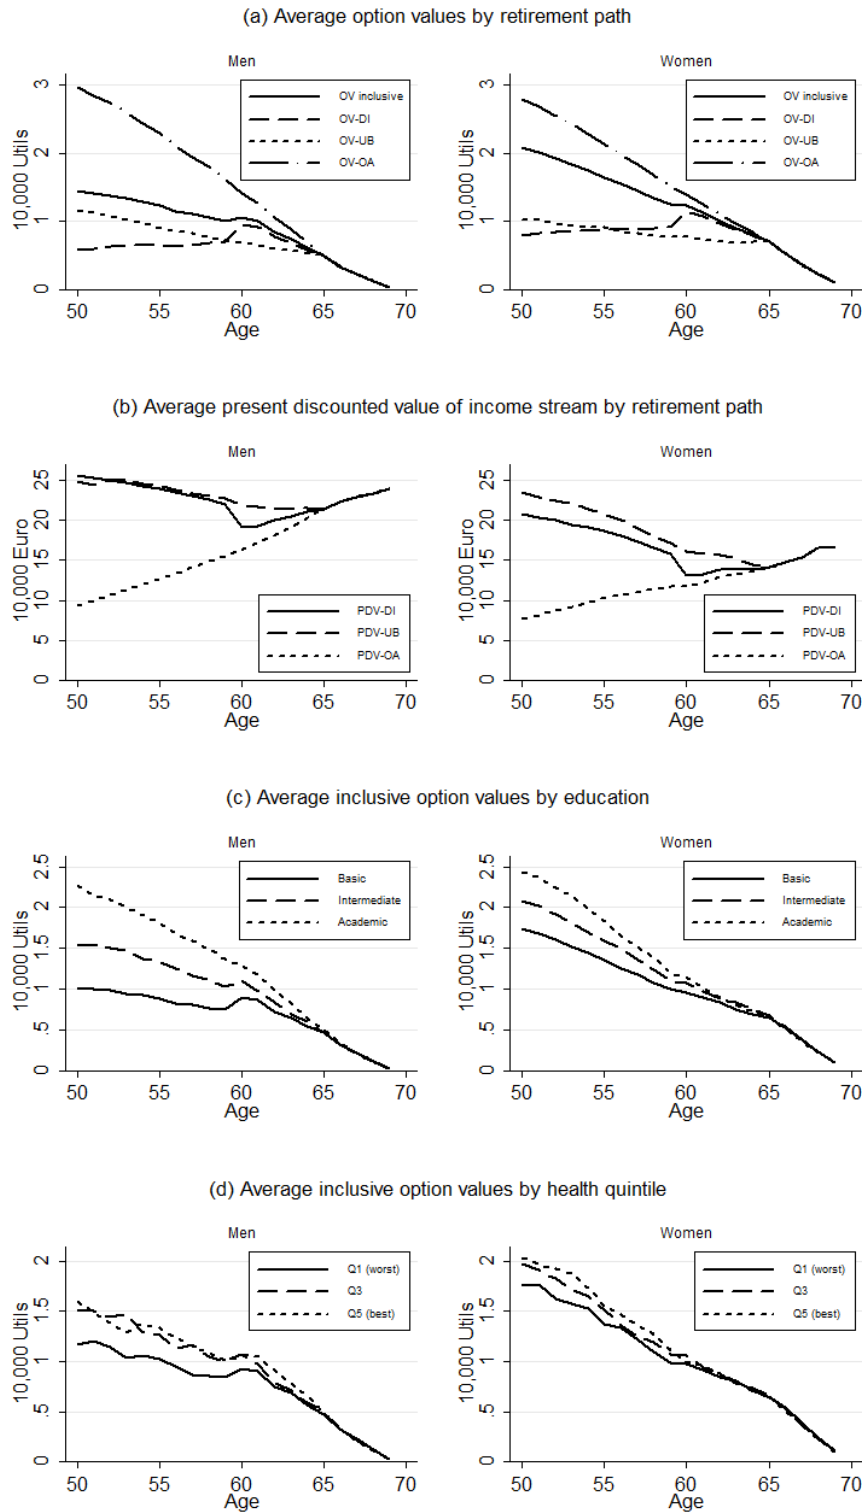 (a) Average option values by retirement path
Men
Women
10,000 Utils
0
1
2
3
OV inclusive
OV-DI
OV-UB
OV-OA
50
55
60
65
70
Age
10,000 Utils
0
1
2
3
OV inclusive
OV-DI
OV-UB
OV-OA
50
55
60
65
70
Age
(b) Average present discounted value of income stream by retirement path
Men
Women
10,000 Euro
0
5
10
15
20
25
PDV-DI
PDV-UB
PDV-OA
50
55
60
65
70
Age
10,000 Euro
0
5
10
15
20
25
PDV-DI
PDV-UB
PDV-OA
50
55
60
65
70
Age
(c) Average inclusive option values by education
Men
Women
10,000 Utils
0
.5
1
1.5
2
2.5
Basic
Intermediate
Academic
50
55
60
65
70
Age
10,000 Utils
0
.5
1
1.5
2
2.5
Basic
Intermediate
Academic
50
55
60
65
70
Age
(d) Average inclusive option values by health quintile
Men
Women
10,000 Utils
0
.5
1
1.5
2
Q1 (worst)
Q3
Q5 (best)
50
55
60
65
70
Age
10,000 Utils
0
.5
1
1.5
2
Q1 (worst)
Q3
Q5 (best)
50
55
60
65
70
Age